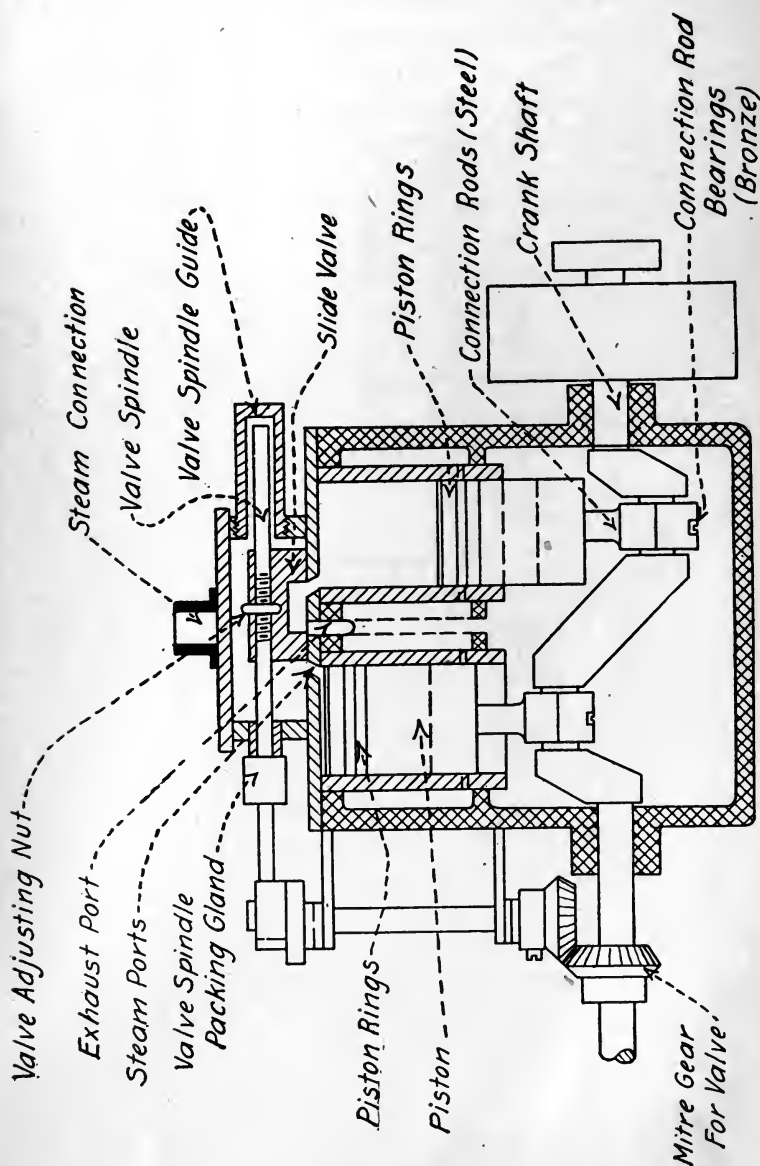 Steam Connection
Valve Spindle
Valve Spindle Guide
Slide Valve
Piston Rings
Connection Rods (Steel)
Crank Shaft
Connection Rod
Bearings
(Bronze)
Valve Adjusting Nut
Exhaust Port
Steam Ports
Valve Spindle
Packing Gland
Piston Rings
Piston
Mitre Gear
For Valve